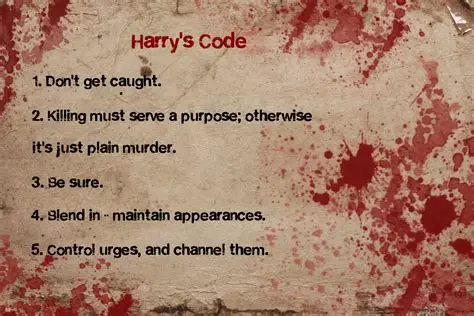 Harry's Code
1. Don't get caught.
2. Killing must serve a purpose; otherwise
it's just plain murder.
3. Be sure.
4. Blend in - maintain appearances.
5. Control urges, and channel them.